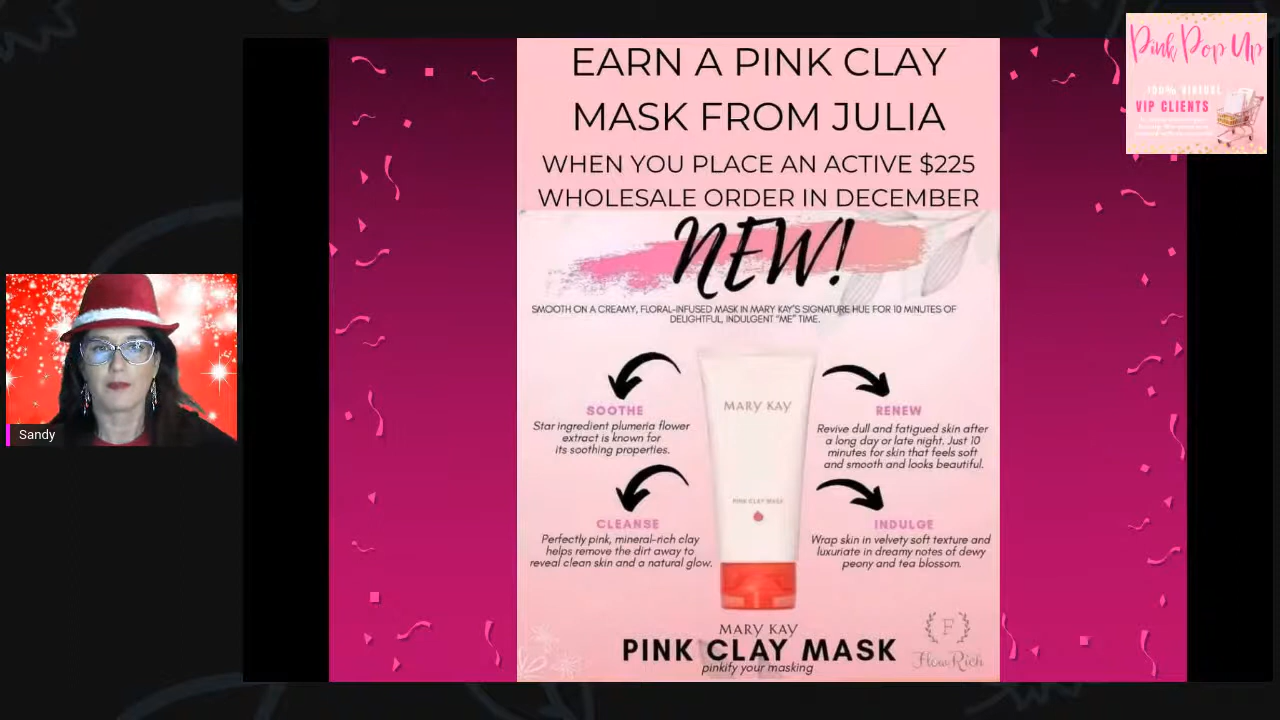 EARN A PINK CLAY
MASK FROM JULIA
WHEN YOU PLACE AN ACTIVE $225
WHOLESALE ORDER IN DECEMBER
NEW!
SMOOTH ON A CREAMY, FLORAL-INFUSED MASK IN MARY KAY'S SIGNATURE HUE FOR 10 MINUTES OF
DELIGHTFUL, INDULGENT "ME" TIME.
SOOTHE
Star ingredient plumeria flower
extract is known for
its soothing properties.
RENEW
Revive dull and fatigued skin after
a long day or late night. Just 10
minutes for skin that feels soft
and smooth and looks beautiful.
CLEANSE
Perfectly pink, mineral-rich clay
helps remove the dirt away to
reveal clean skin and a natural glow.
INDULGE
Wrap skin in velvety soft texture and
luxuriate in dreamy notes of dewy
peony and tea blossom.
MARY KAY
PINK CLAY MASK
MARY KAY
PINK CLAY MASK
pinkify your masking
F
FlowRich
Pink Pop Up
100% VIRTUAL
VIP CLIENTS
Sandy